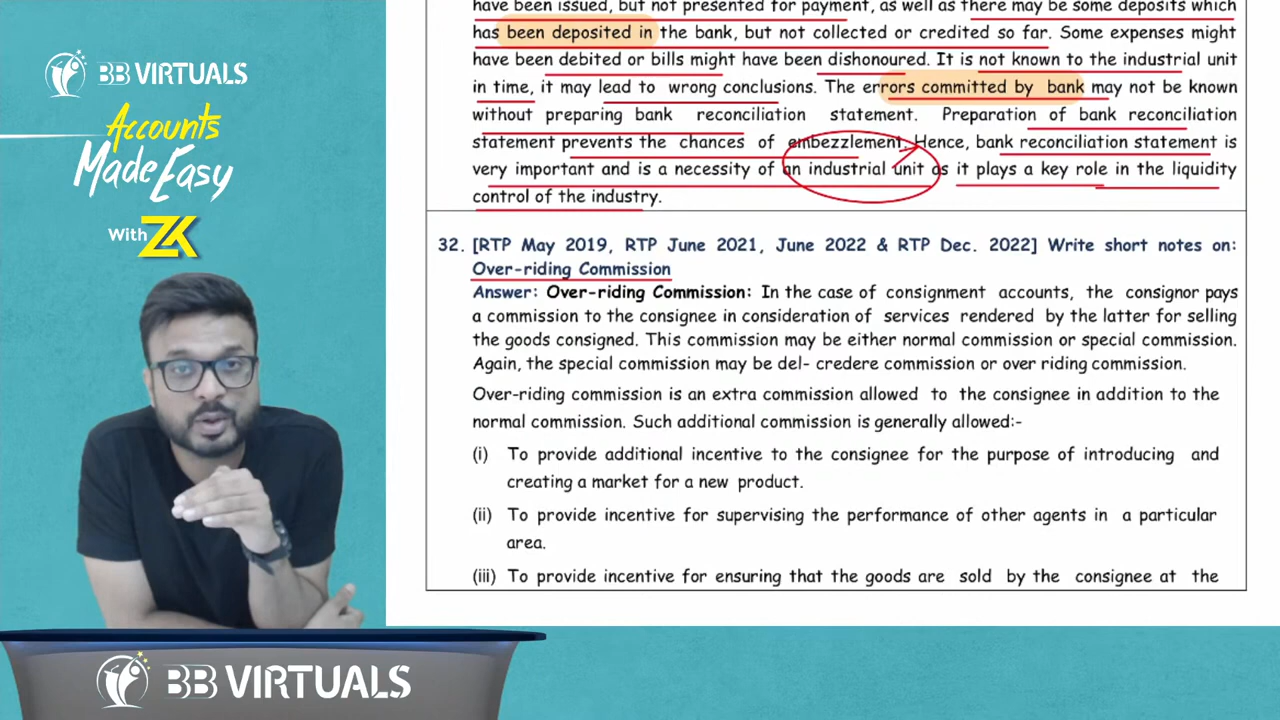 BB VIRTUALS
Accounts
Made Easy
With ZK
have been issued, but not presented for payment, as well as there may be some deposits which
has been deposited in the bank, but not collected or credited so far. Some expenses might
have been debited or bills might have been dishonoured. It is not known to the industrial unit
in time, it may lead to wrong conclusions. The errors committed by bank may not be known
without preparing bank reconciliation statement. Preparation of bank reconciliation
statement prevents the chances of embezzlement. Hence, bank reconciliation statement is
very important and is a necessity of an industrial unit as it plays a key role in the liquidity
control of the industry.
32. [RTP May 2019, RTP June 2021, June 2022 & RTP Dec. 2022] Write short notes on:
Over-riding Commission
Answer: Over-riding Commission: In the case of consignment accounts, the consignor pays
a commission to the consignee in consideration of services rendered by the latter for selling
the goods consigned. This commission may be either normal commission or special commission.
Again, the special commission may be del- credere commission or over riding commission.
Over-riding commission is an extra commission allowed to the consignee in addition to the
normal commission. Such additional commission is generally allowed:-
(i) To provide additional incentive to the consignee for the purpose of introducing and
creating a market for a new product.
(ii) To provide incentive for supervising the performance of other agents in a particular
area.
(iii) To provide incentive for ensuring that the goods are sold by the consignee at the
BB VIRTUALS